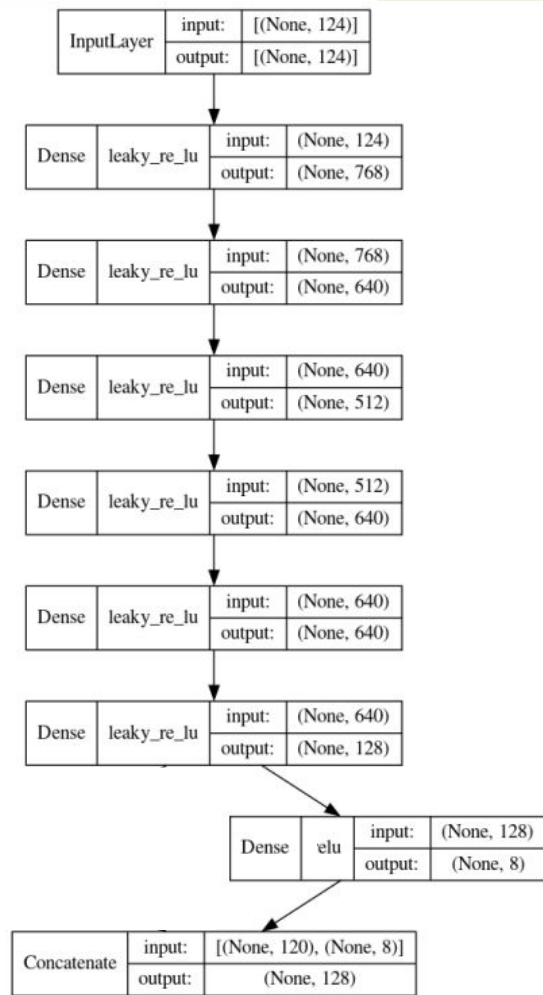 InputLayer input: [(None, 124)]
output: [(None, 124)]
Dense leaky_re_lu input: (None, 124)
output: (None, 768)
Dense leaky_re_lu input: (None, 768)
output: (None, 640)
Dense leaky_re_lu input: (None, 640)
output: (None, 512)
Dense leaky_re_lu input: (None, 512)
output: (None, 640)
Dense leaky_re_lu input: (None, 640)
output: (None, 640)
Dense leaky_re_lu input: (None, 640)
output: (None, 128)
Dense relu input: (None, 128)
output: (None, 8)
Concatenate input: [(None, 120), (None, 8)]
output: (None, 128)